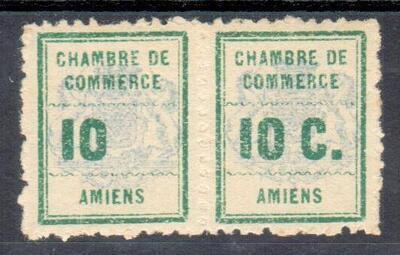 CHAMBRE DE
COMMERCE
10
AMIENS
CHAMBRE DE
COMMERCE
10 C.
AMIENS